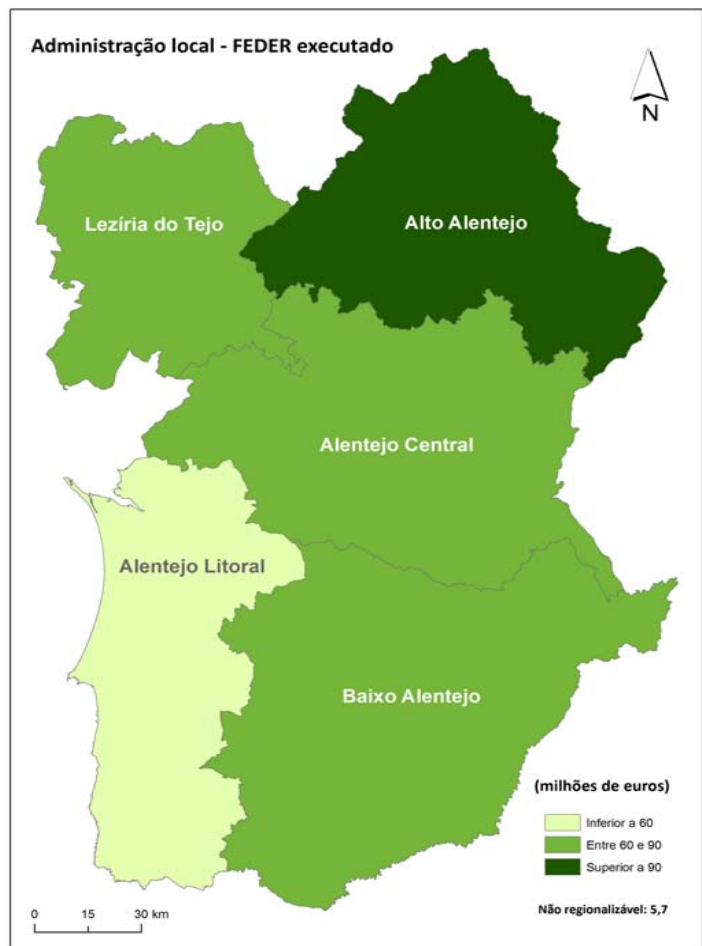 Administração local - FEDER executado
N
Lezíria do Tejo
Alto Alentejo
Alentejo Central
Alentejo Litoral
Baixo Alentejo
(milhões de euros)
Inferior a 60
Entre 60 e 90
Superior a 90
Não regionalizável: 5,7
0 15 30 km